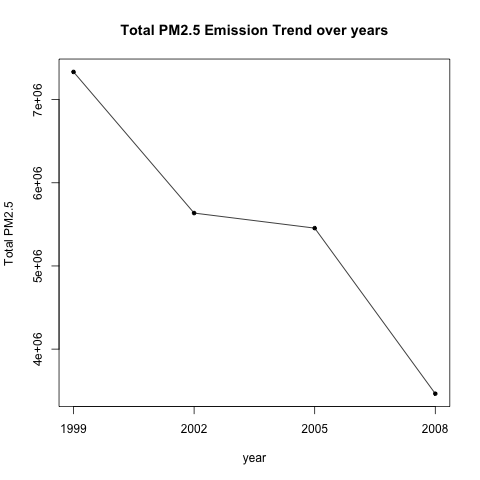 Total PM2.5 Emission Trend over years
7e+06
6e+06
5e+06
4e+06
Total PM2.5
1999 2002 2005 2008
year